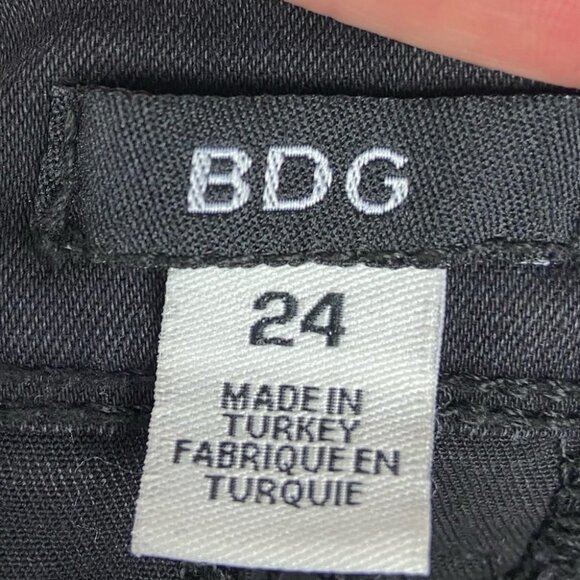 BDG
24
MADE IN
TURKEY
FABRIQUE EN
TURQUIE